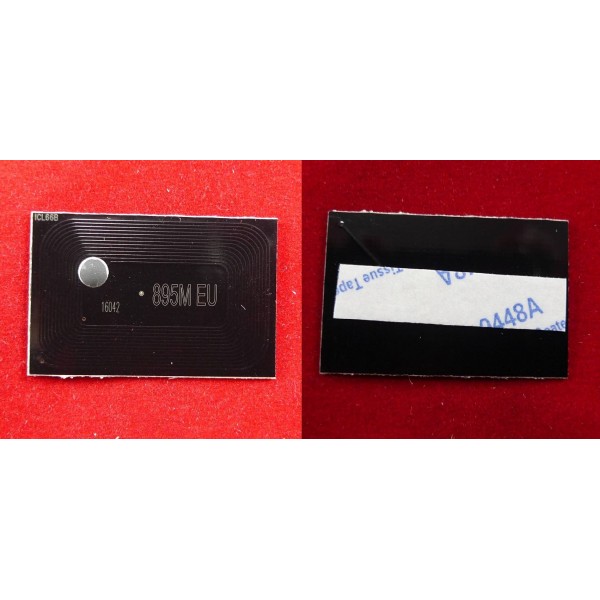 ICL66B
895M EU
16042
Tissue Tape
0448A